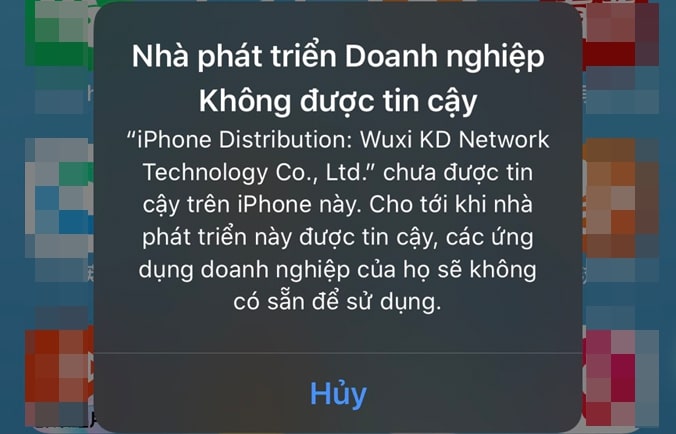 Nhà phát triển Doanh nghiệp
Không được tin cậy
“iPhone Distribution: Wuxi KD Network
Technology Co., Ltd.” chưa được tin
cậy trên iPhone này. Cho tới khi nhà
phát triển này được tin cậy, các ứng
dụng doanh nghiệp của họ sẽ không
có sẵn để sử dụng.
Hủy